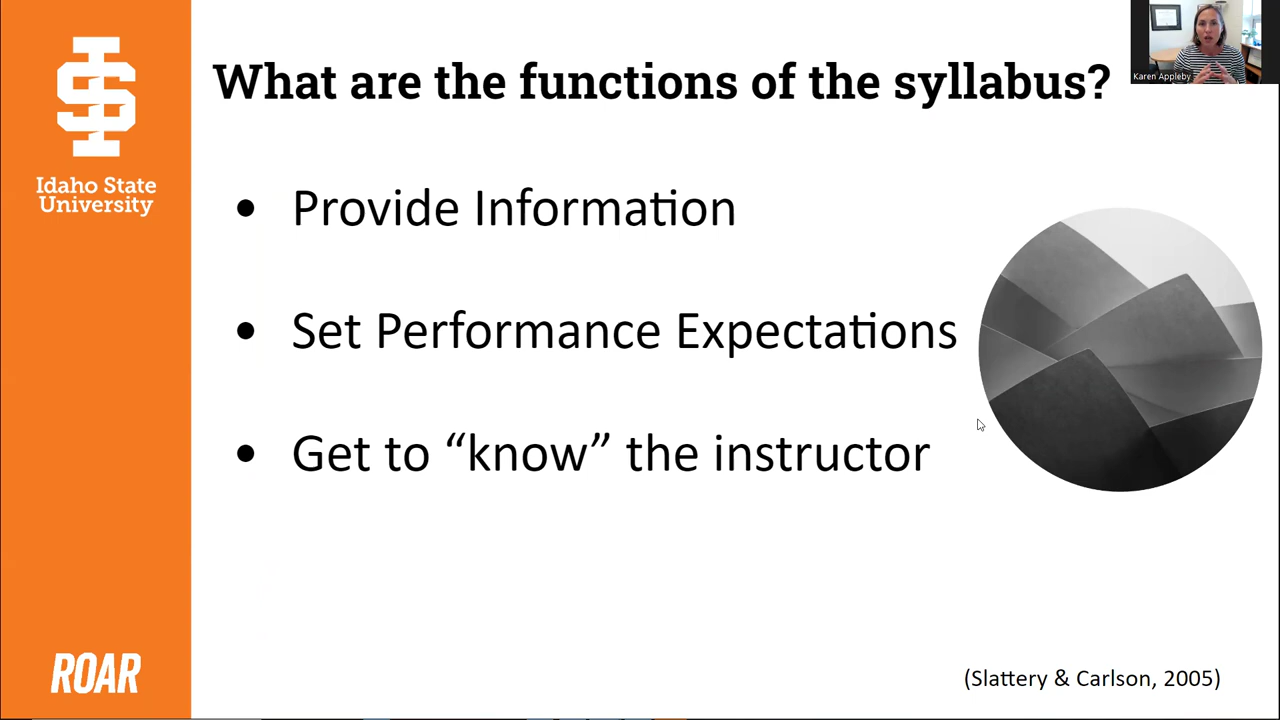 What are the functions of the syllabus?
Karen Appleby
Idaho State
University
• Provide Information
• Set Performance Expectations
• Get to “know” the instructor
ROAR
(Slattery & Carlson, 2005)